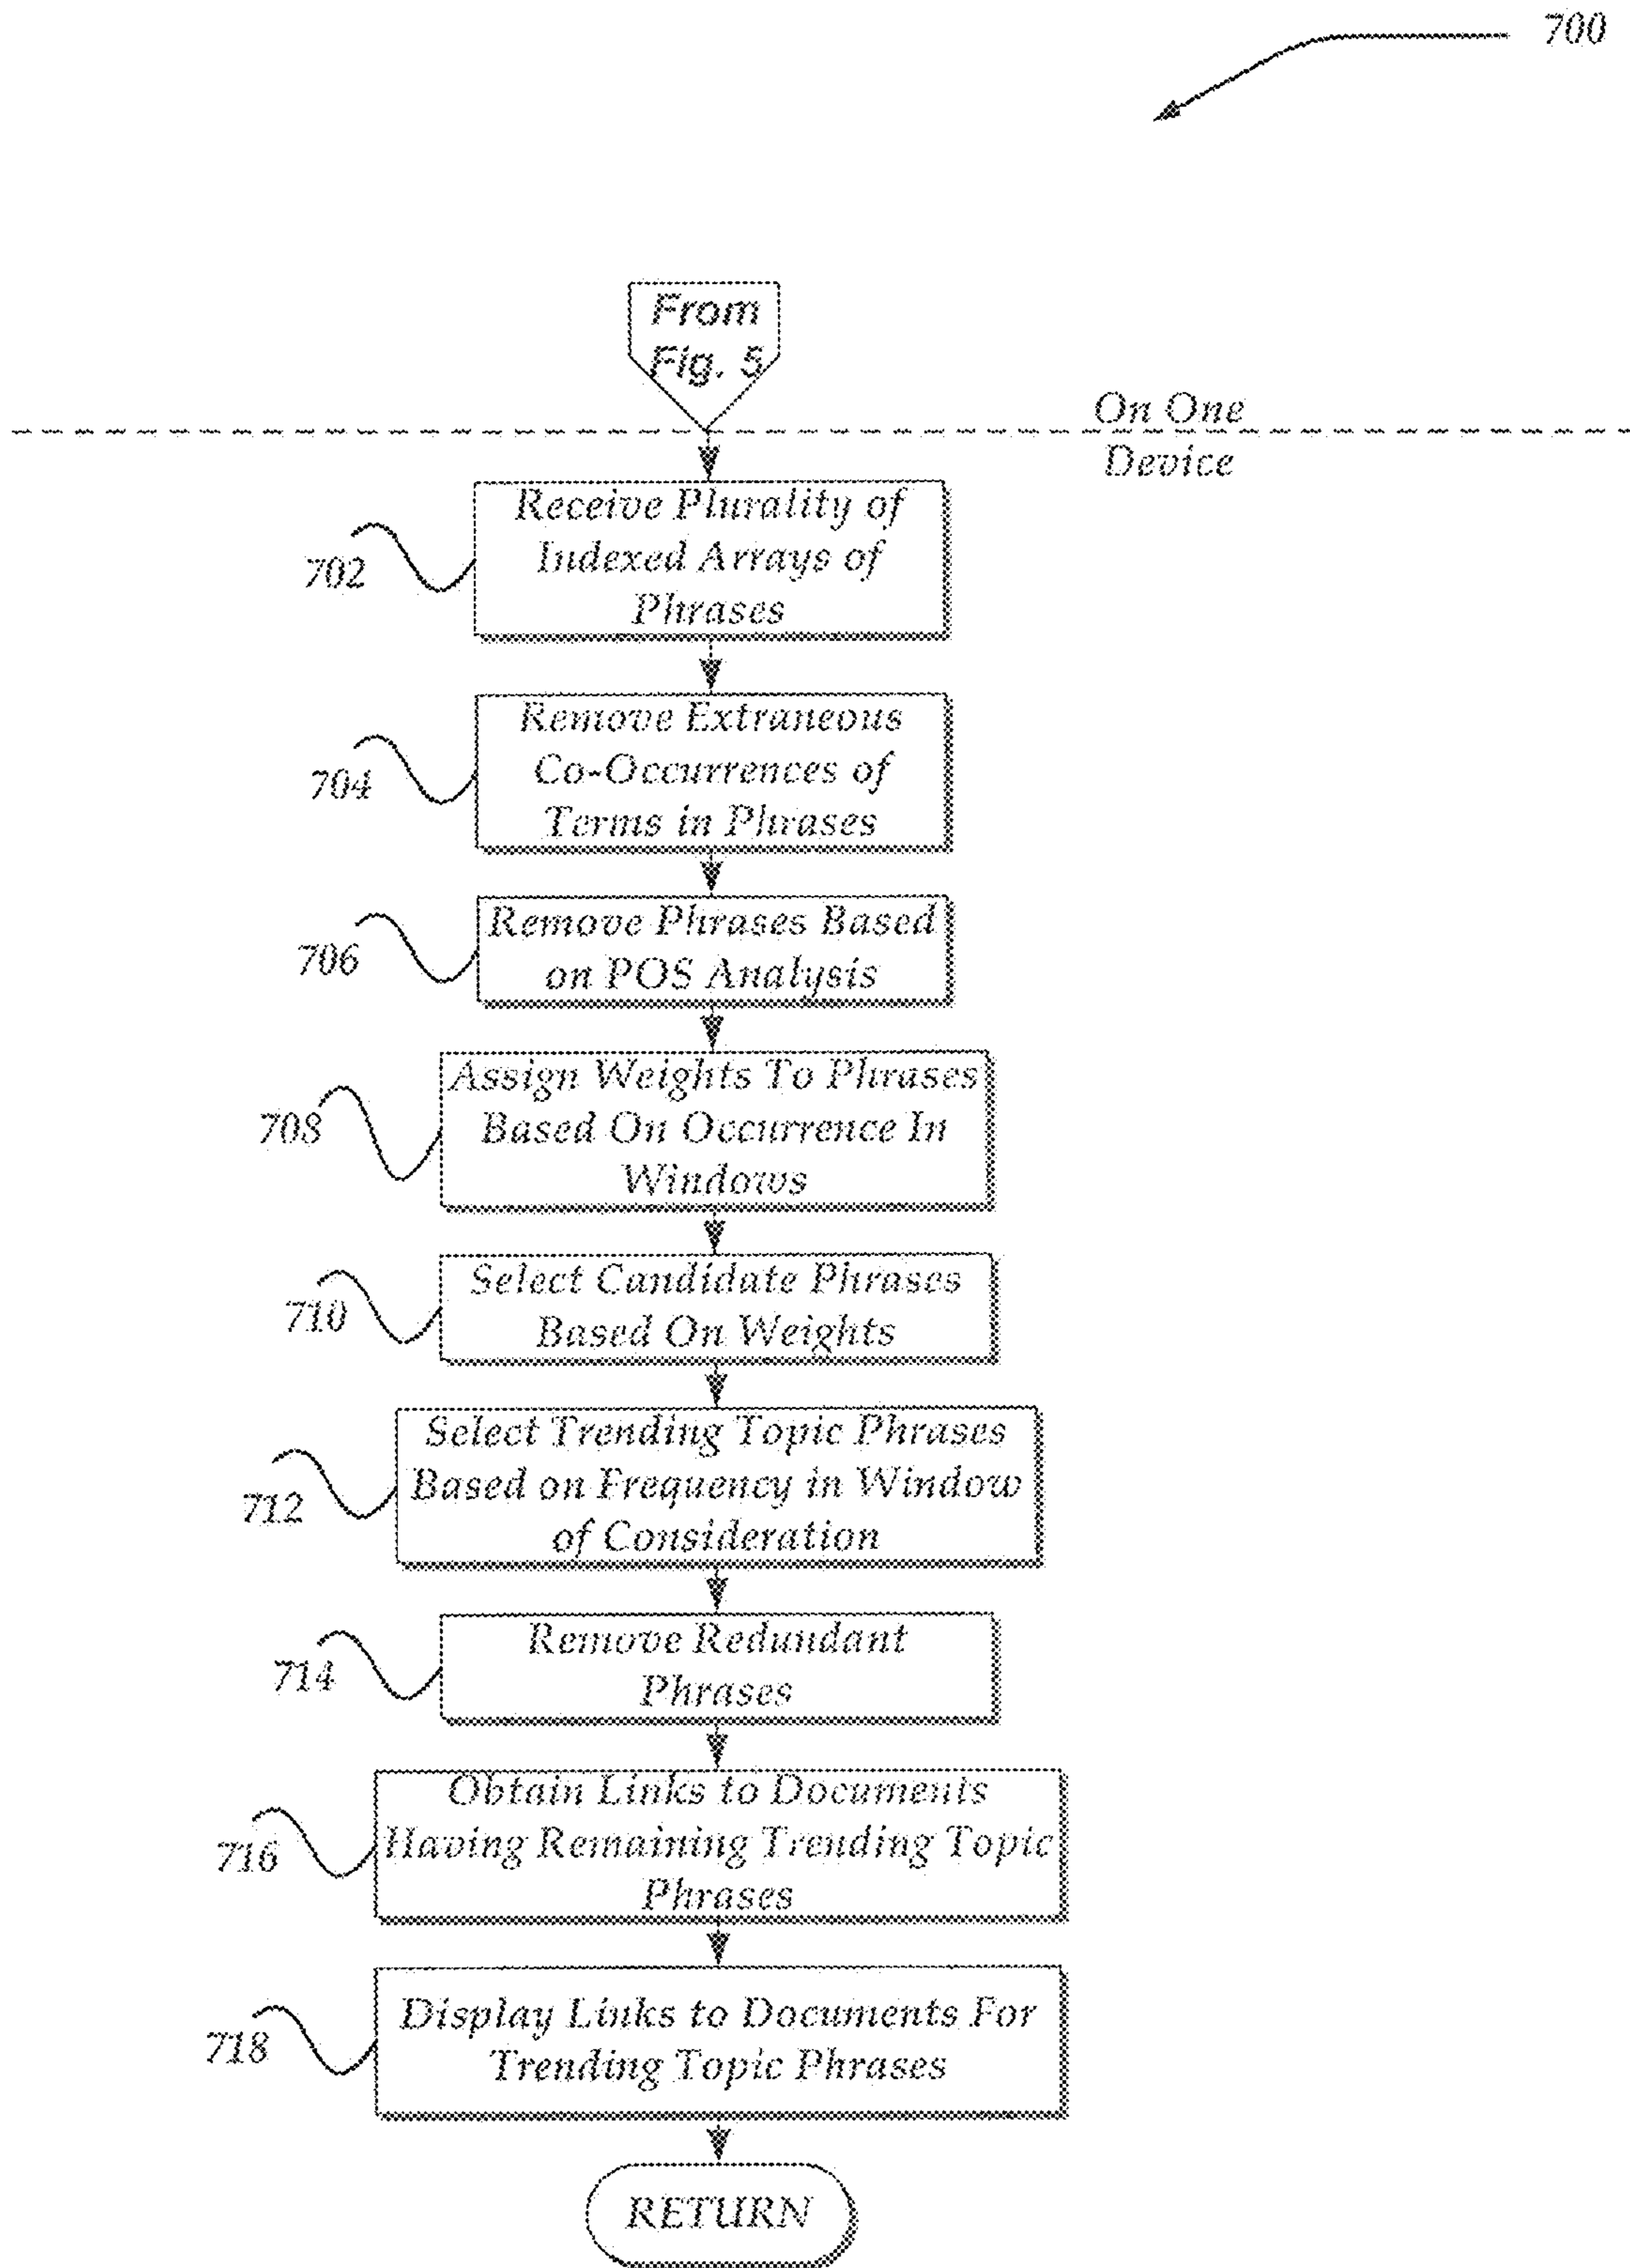 700
From
Fig. 5
On One
Device
Receive Plurality of
Indexed Arrays of
Phrases
702
Remove Extraneous
Co-Occurrences of
Terms in Phrases
704
Remove Phrases Based
on POS Analysis
706
Assign Weights To Phrases
Based On Occurrence In
Windows
708
Select Candidate Phrases
Based On Weights
710
Select Trending Topic Phrases
Based on Frequency in Window
of Consideration
712
Remove Redundant
Phrases
714
Obtain Links to Documents
Having Remaining Trending Topic
Phrases
716
Display Links to Documents For
Trending Topic Phrases
718
RETURN